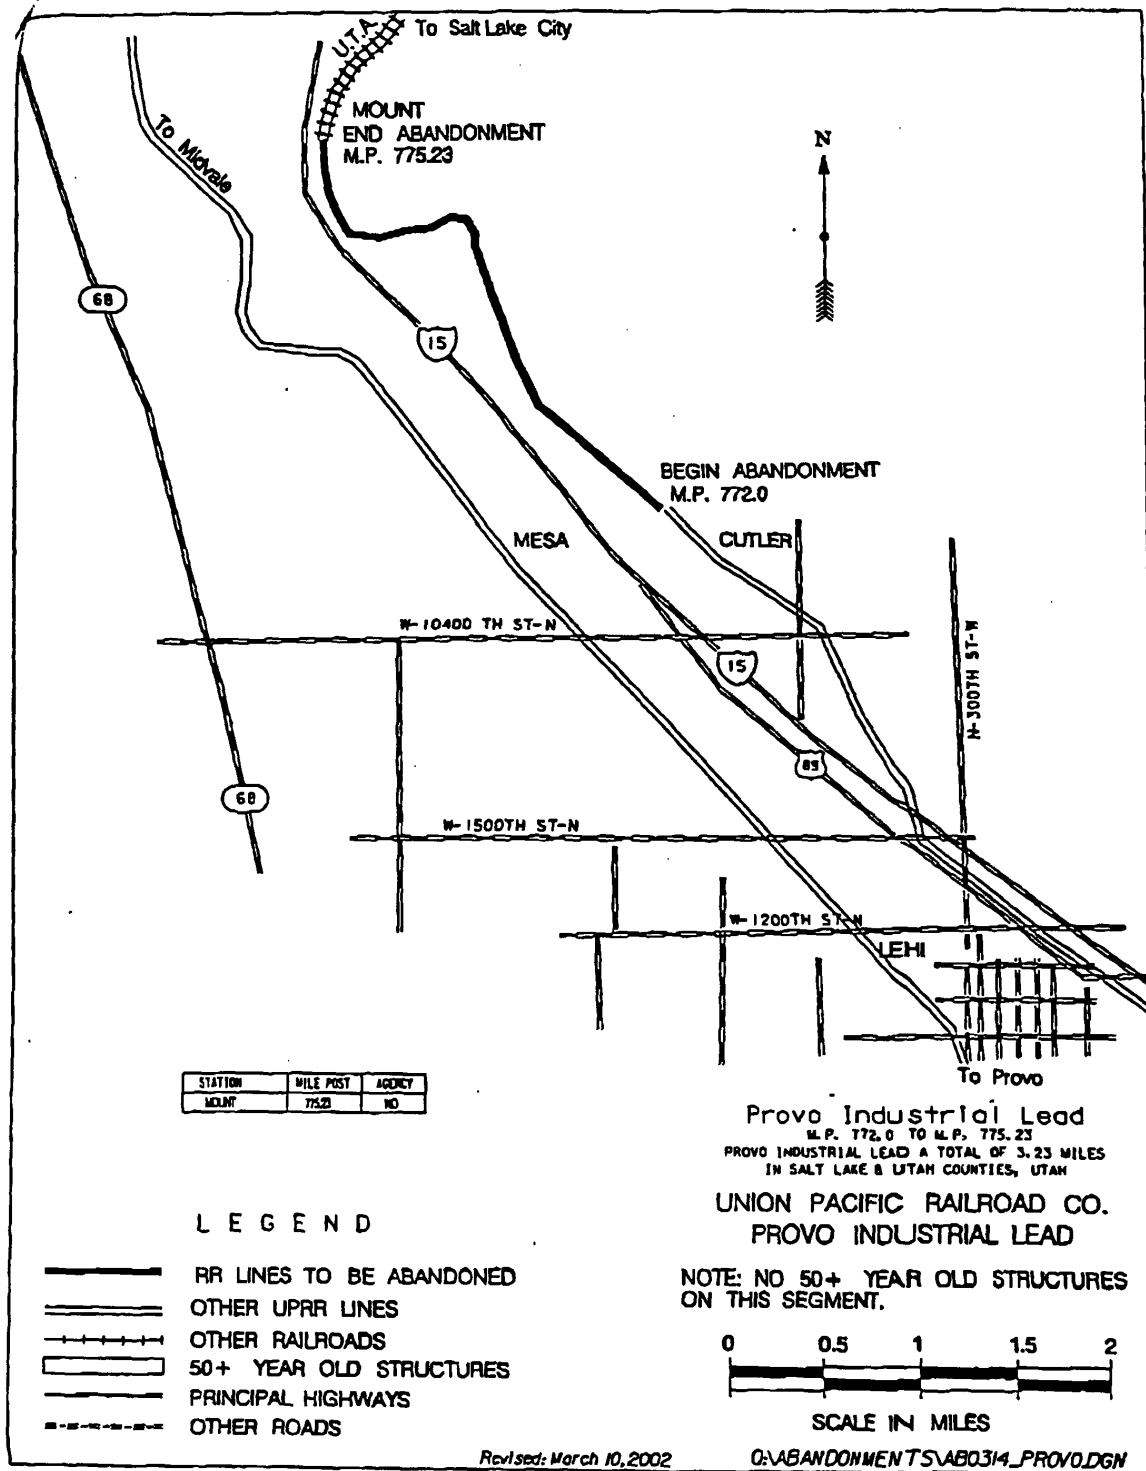 U.T.A.
To Salt Lake City
MOUNT
END ABANDONMENT
M.P. 775.23
To Midvale
N
68
15
BEGIN ABANDONMENT
M.P. 772.0
MESA
CUTLER
W-10400 TH ST-N
15
N-300TH ST-W
89
68
W-1500TH ST-N
W-1200TH ST-N
LEHI
To Provo
STATION MILE POST AGENCY
MOUNT 775.23 NO
Provo Industrial Lead
M.P. 772.0 TO M.P. 775.23
PROVO INDUSTRIAL LEAD A TOTAL OF 3.23 MILES
IN SALT LAKE & UTAH COUNTIES, UTAH
UNION PACIFIC RAILROAD CO.
PROVO INDUSTRIAL LEAD
LEGEND
RR LINES TO BE ABANDONED
OTHER UPRR LINES
OTHER RAILROADS
50+ YEAR OLD STRUCTURES
PRINCIPAL HIGHWAYS
OTHER ROADS
NOTE: NO 50+ YEAR OLD STRUCTURES
ON THIS SEGMENT.
0 0.5 1 1.5 2
SCALE IN MILES
Revised: March 10, 2002
O:\ABANDONMENTS\AB0314_PROVO.DGN